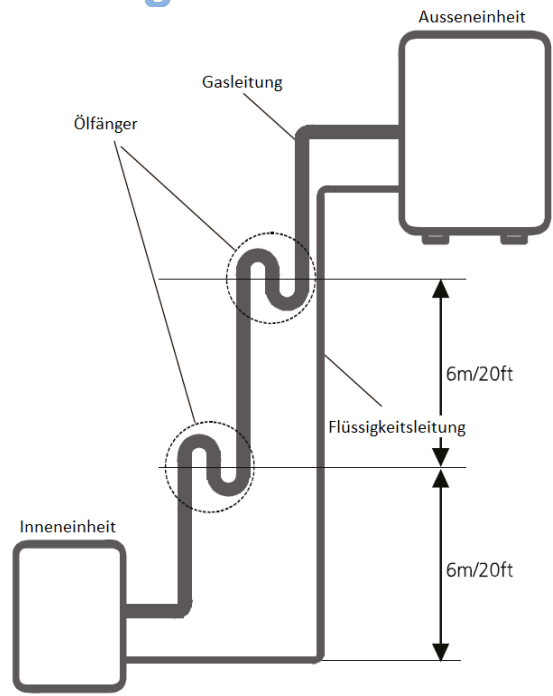 Ausseneinheit
Gasleitung
Ölfänger
6m/20ft
Flüssigkeitsleitung
Inneneinheit
6m/20ft